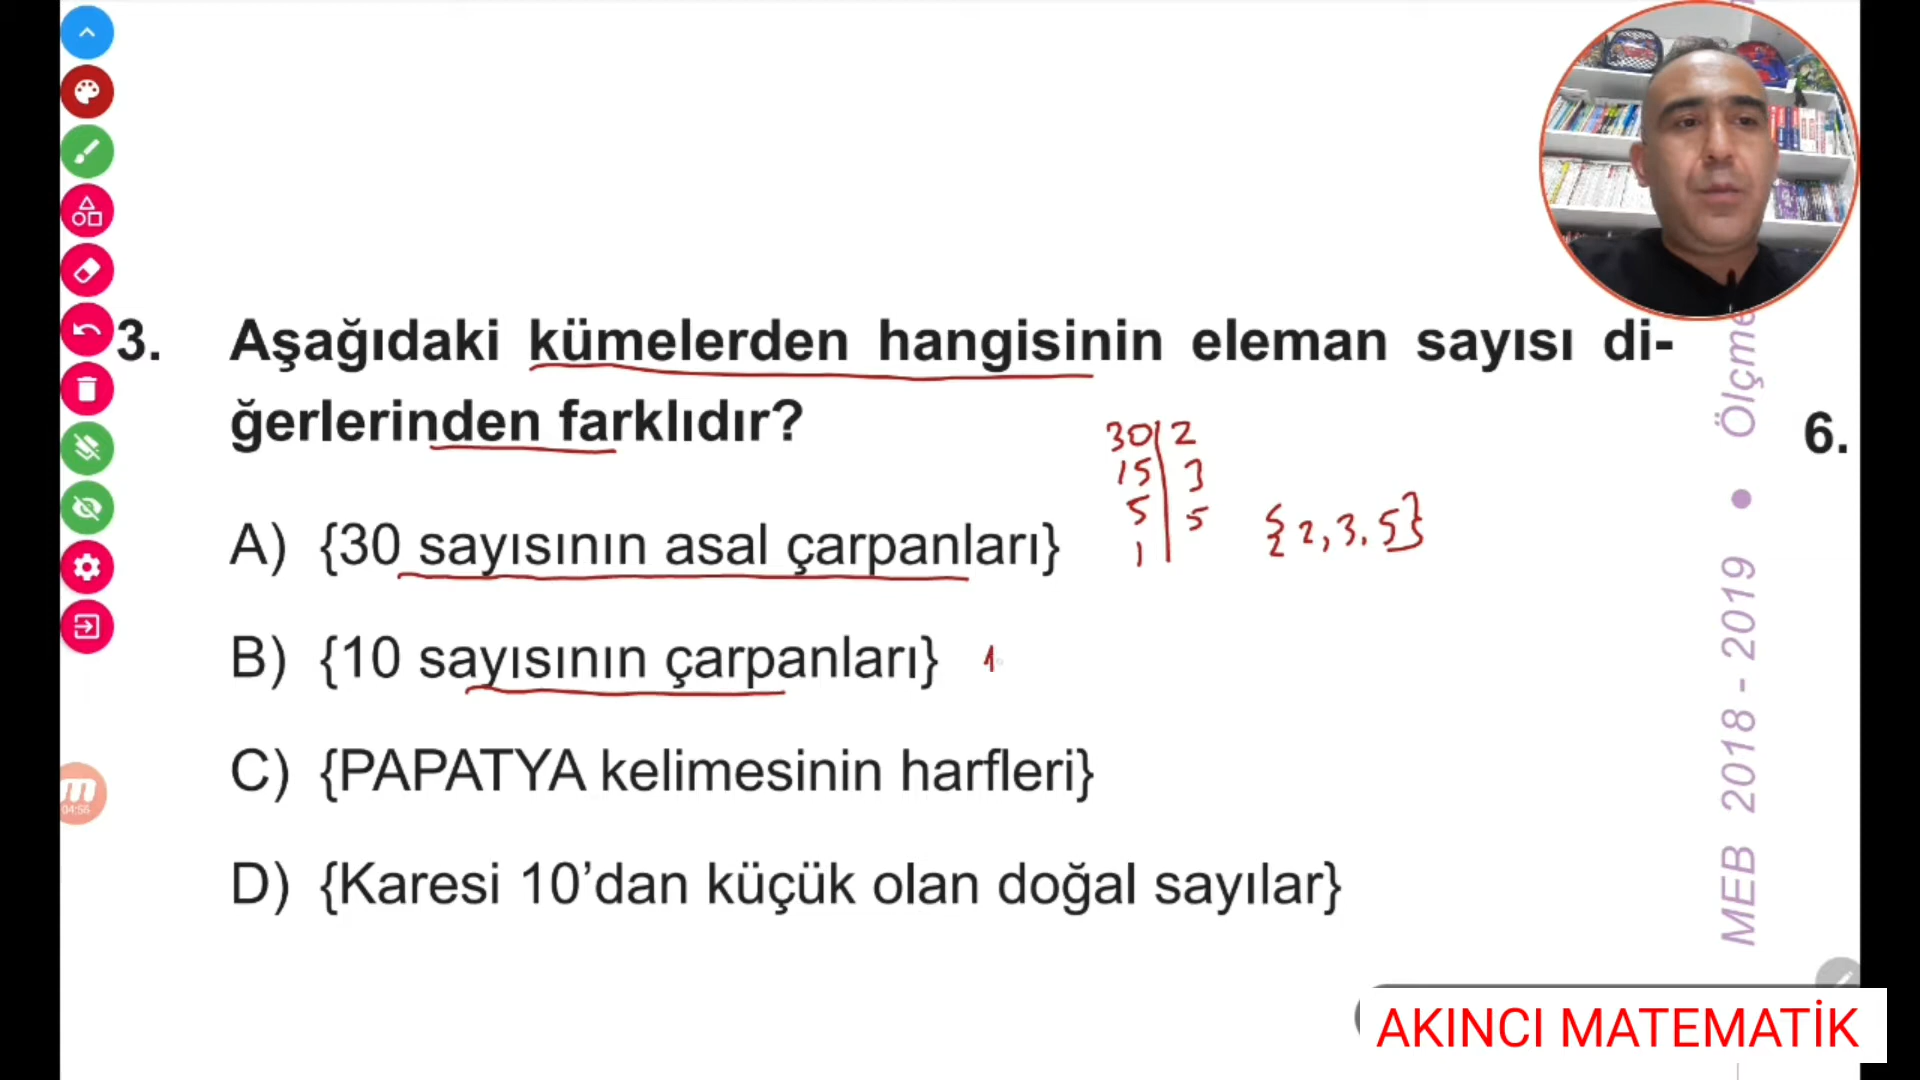 3. Aşağıdaki kümelerden hangisinin eleman sayısı di-
ğerlerinden farklıdır?
30 2
15 3
5 5
1
A) {30 sayısının asal çarpanları}
{2, 3, 5}
B) {10 sayısının çarpanları} 1
C) {PAPATYA kelimesinin harfleri}
D) {Karesi 10’dan küçük olan doğal sayılar}
6.
MEB 2018 - 2019 ● Ölçme
m
04:56
AKINCI MATEMATİK